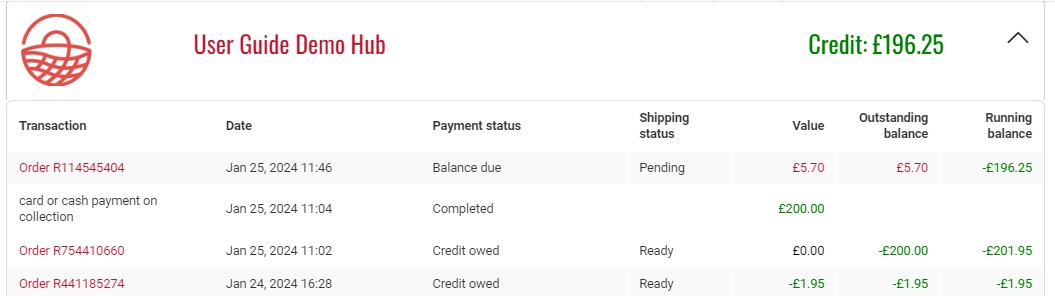 User Guide Demo Hub Credit: £196.25
Transaction Date Payment status Shipping status Value Outstanding balance Running balance
Order R114545404 Jan 25, 2024 11:46 Balance due Pending £5.70 £5.70 -£196.25
card or cash payment on collection Jan 25, 2024 11:04 Completed £200.00
Order R754410660 Jan 25, 2024 11:02 Credit owed Ready £0.00 -£200.00 -£201.95
Order R441185274 Jan 24, 2024 16:28 Credit owed Ready -£1.95 -£1.95 -£1.95